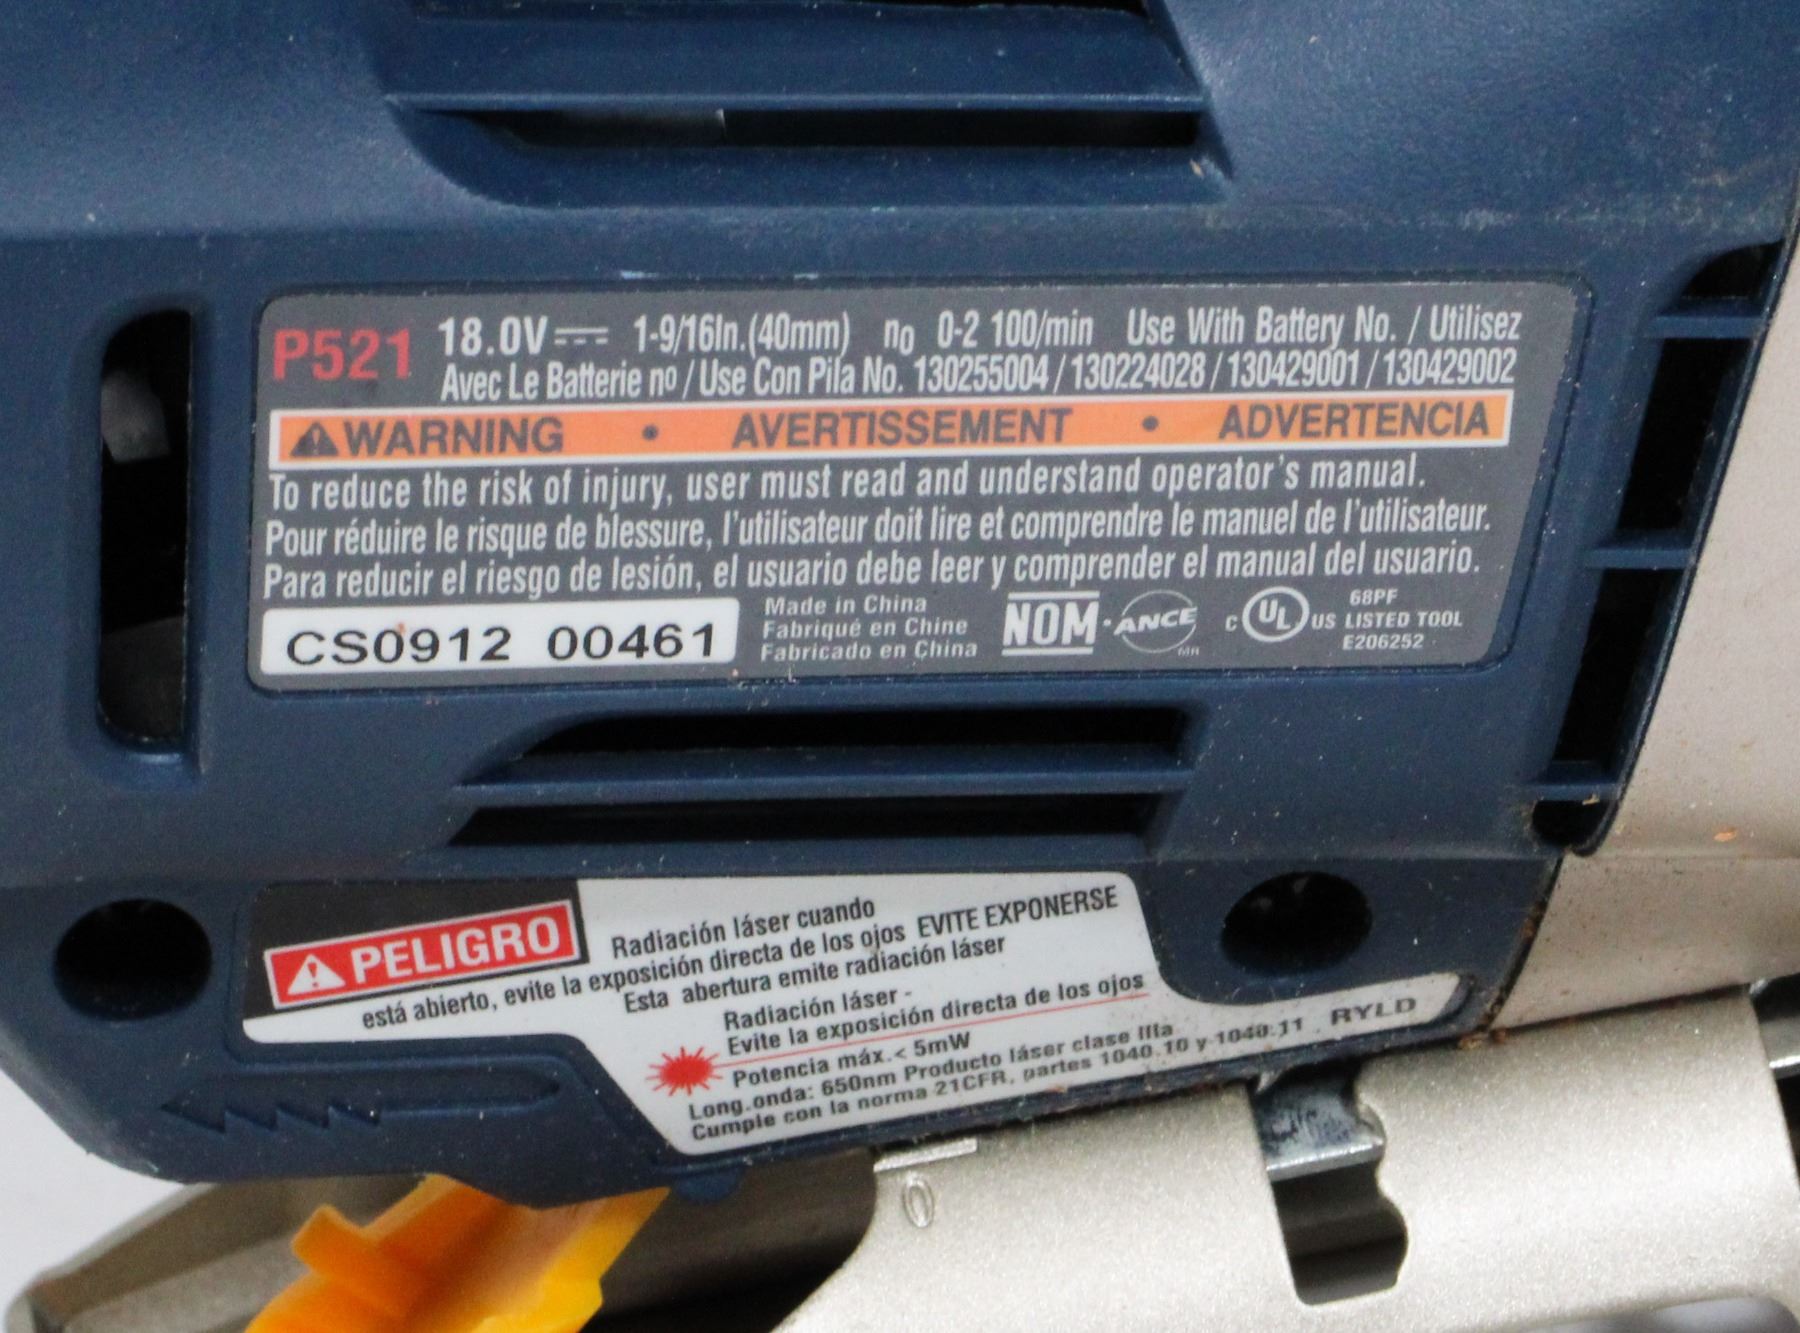 P521 18.0V 1-9/16In.(40mm) no 0-2 100/min Use With Battery No. / Utilisez
Avec Le Batterie nº / Use Con Pila No. 130255004 / 130224028 / 130429001 / 130429002
WARNING • AVERTISSEMENT • ADVERTENCIA
To reduce the risk of injury, user must read and understand operator's manual.
Pour réduire le risque de blessure, l'utilisateur doit lire et comprendre le manuel de l'utilisateur.
Para reducir el riesgo de lesión, el usuario debe leer y comprender el manual del usuario.
CS0912 00461
Made in China
Fabriqué en Chine
Fabricado en China
NOM · ANCE
MR
C UL US
68PF
LISTED TOOL
E206252
PELIGRO
Radiación láser cuando
está abierto, evite la exposición directa de los ojos EVITE EXPONERSE
Esta abertura emite radiación láser
Radiación láser -
Evite la exposición directa de los ojos
Potencia máx.< 5mW
Long.onda: 650nm Producto láser clase IIIa
Cumple con la norma 21CFR, partes 1040.10 y 1040.11 . RYLD
0